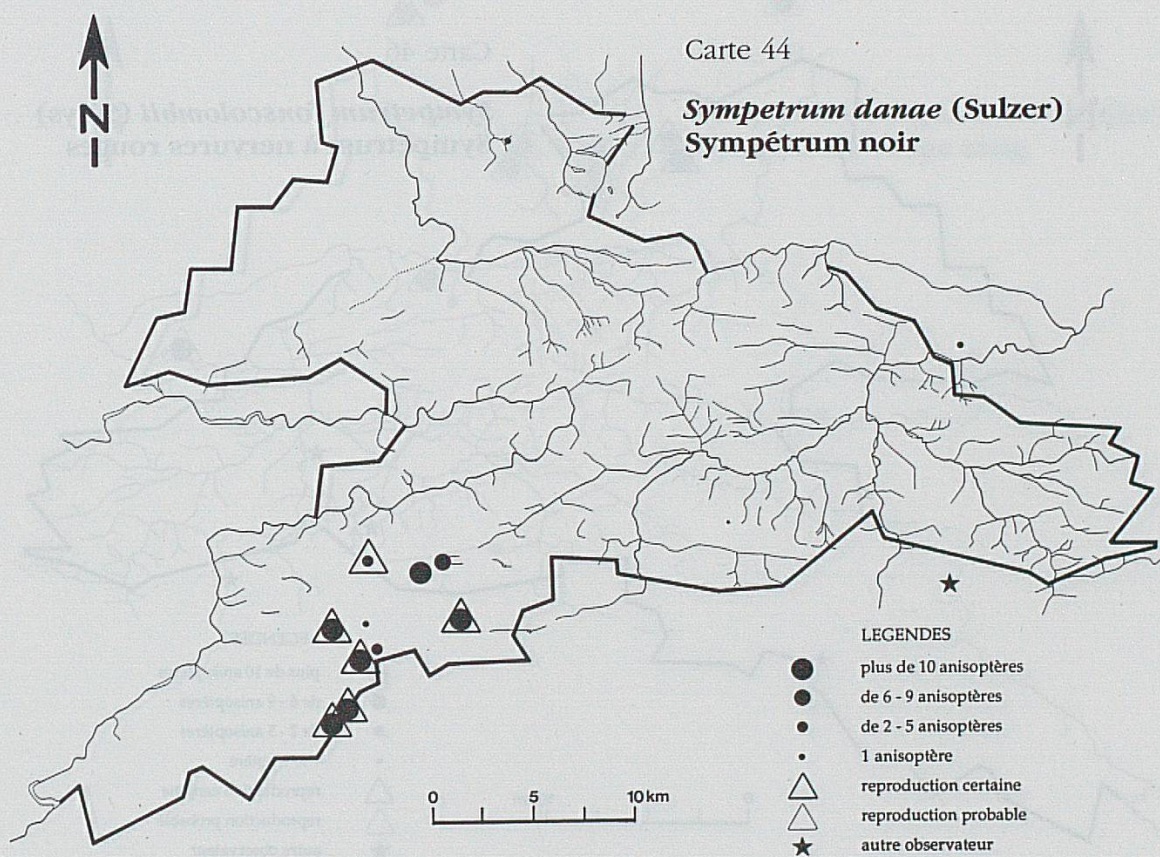 N
Carte 44
Sympetrum danae (Sulzer)
Sympétrum noir
LEGENDES
plus de 10 anisoptères
de 6 - 9 anisoptères
de 2 - 5 anisoptères
1 anisoptère
reproduction certaine
reproduction probable
autre observateur
0 5 10 km